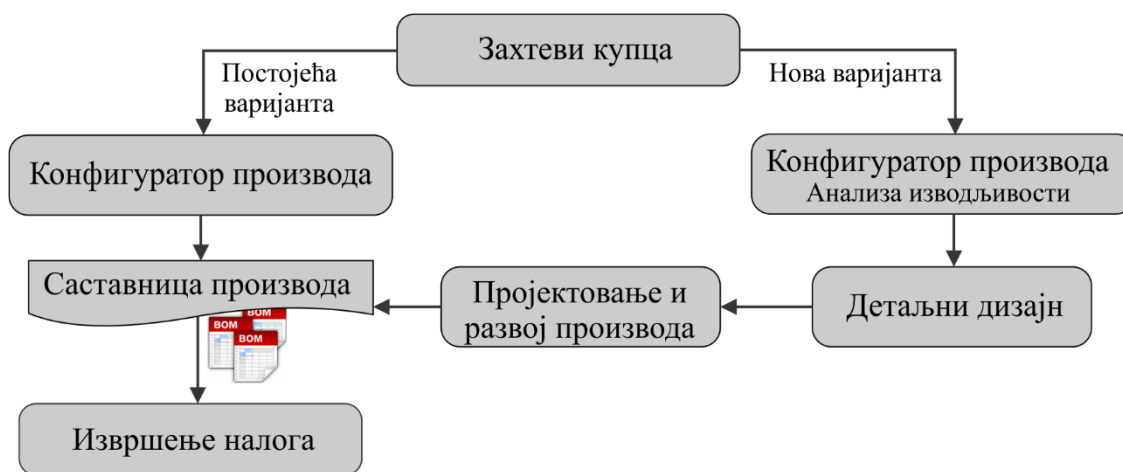 Захтеви купца
Постојећа
варијанта
Нова варијанта
Конфигуратор производа
Конфигуратор производа
Анализа изводљивости
Саставница производа
Пројектовање и
развој производа
Детаљни дизајн
BOM
BOM
Извршење налога